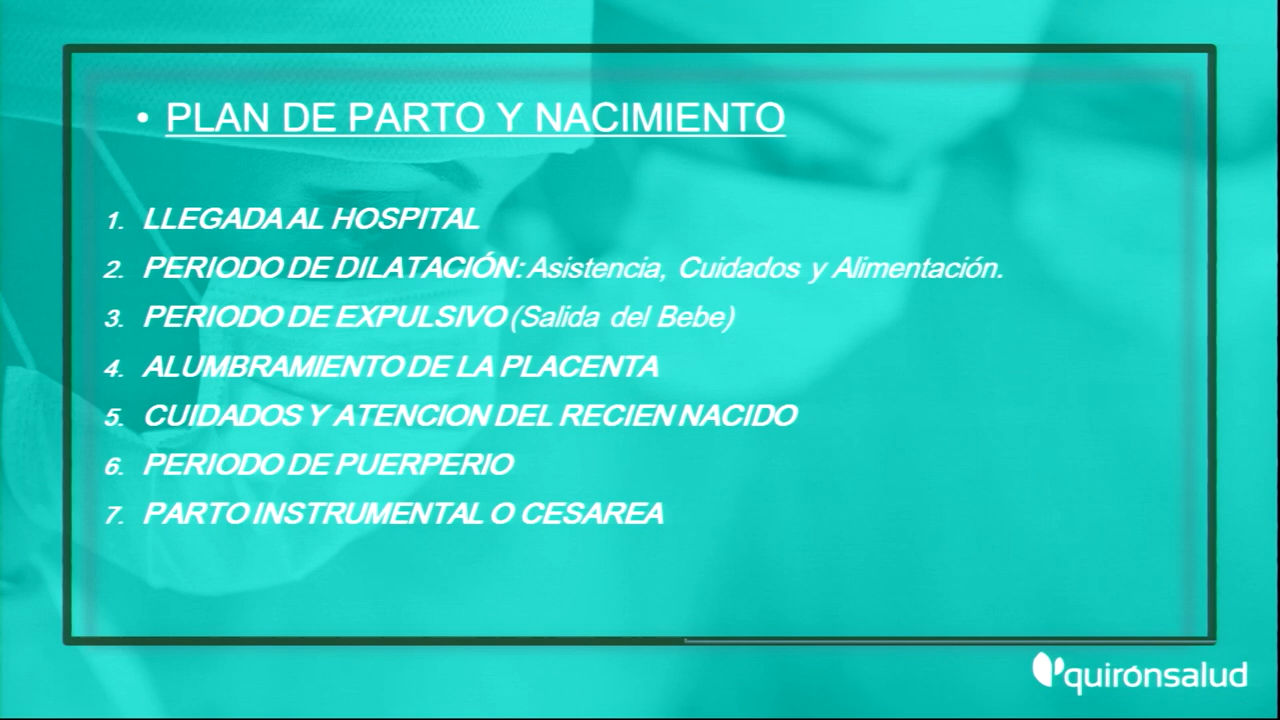 • PLAN DE PARTO Y NACIMIENTO
1. LLEGADA AL HOSPITAL
2. PERIODO DE DILATACIÓN: Asistencia, Cuidados y Alimentación.
3. PERIODO DE EXPULSIVO (Salida del Bebe)
4. ALUMBRAMIENTO DE LA PLACENTA
5. CUIDADOS Y ATENCION DEL RECIEN NACIDO
6. PERIODO DE PUERPERIO
7. PARTO INSTRUMENTAL O CESAREA
quirónsalud